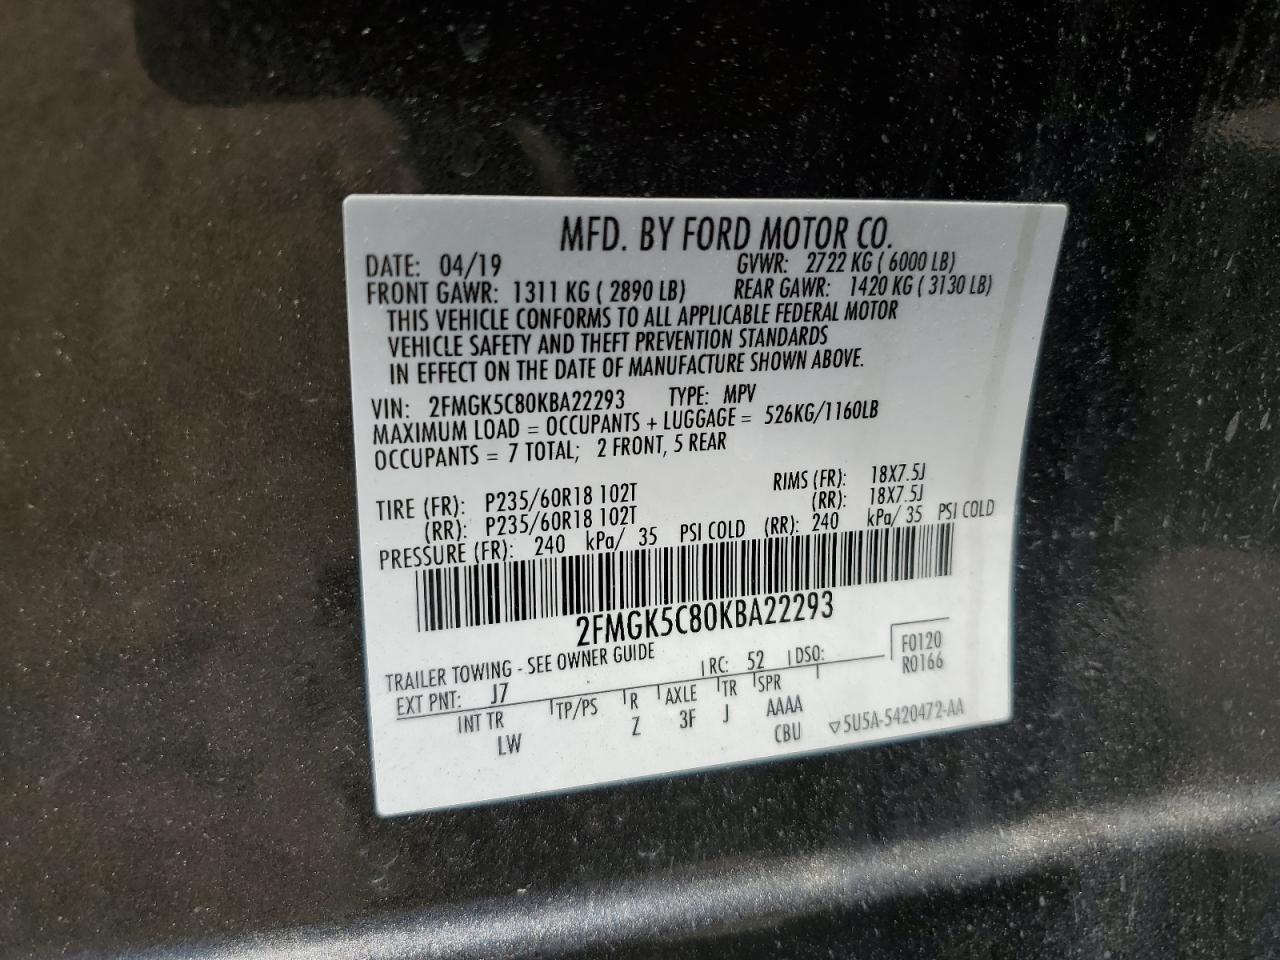 MFD. BY FORD MOTOR CO.
DATE: 04/19 GVWR: 2722 KG ( 6000 LB)
FRONT GAWR: 1311 KG ( 2890 LB) REAR GAWR: 1420 KG ( 3130 LB)
THIS VEHICLE CONFORMS TO ALL APPLICABLE FEDERAL MOTOR
VEHICLE SAFETY AND THEFT PREVENTION STANDARDS
IN EFFECT ON THE DATE OF MANUFACTURE SHOWN ABOVE.
VIN: 2FMGK5C80KBA22293 TYPE: MPV
MAXIMUM LOAD = OCCUPANTS + LUGGAGE = 526KG/1160LB
OCCUPANTS = 7 TOTAL; 2 FRONT, 5 REAR
TIRE (FR): P235/60R18 102T RIMS (FR): 18X7.5J
(RR): P235/60R18 102T (RR): 18X7.5J
PRESSURE (FR): 240 kPa/ 35 PSI COLD (RR): 240 kPa/ 35 PSI COLD
2FMGK5C80KBA22293
TRAILER TOWING - SEE OWNER GUIDE
EXT PNT: J7 RC: 52 DSO: F0120
R0166
INT TR TP/PS R AXLE TR SPR
LW Z 3F J AAAA
CBU ▽5U5A-5420472-AA